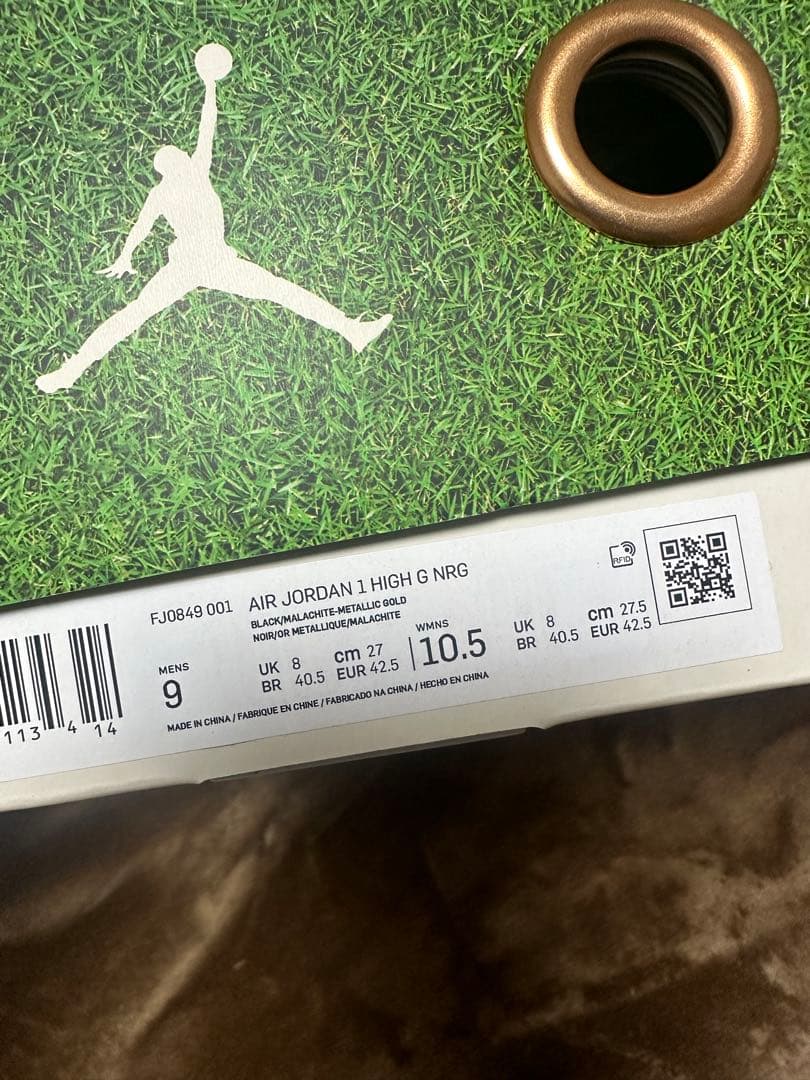 FJ0849 001 AIR JORDAN 1 HIGH G NRG
BLACK/MALACHITE-METALLIC GOLD
NOIR/OR METALLIQUE/MALACHITE
RFID
MENS
9
UK 8 cm 27
BR 40.5 EUR 42.5
WMNS
10.5
UK 8 cm 27.5
BR 40.5 EUR 42.5
MADE IN CHINA / FABRIQUE EN CHINE / FABRICADO NA CHINA / HECHO EN CHINA
113 4 14